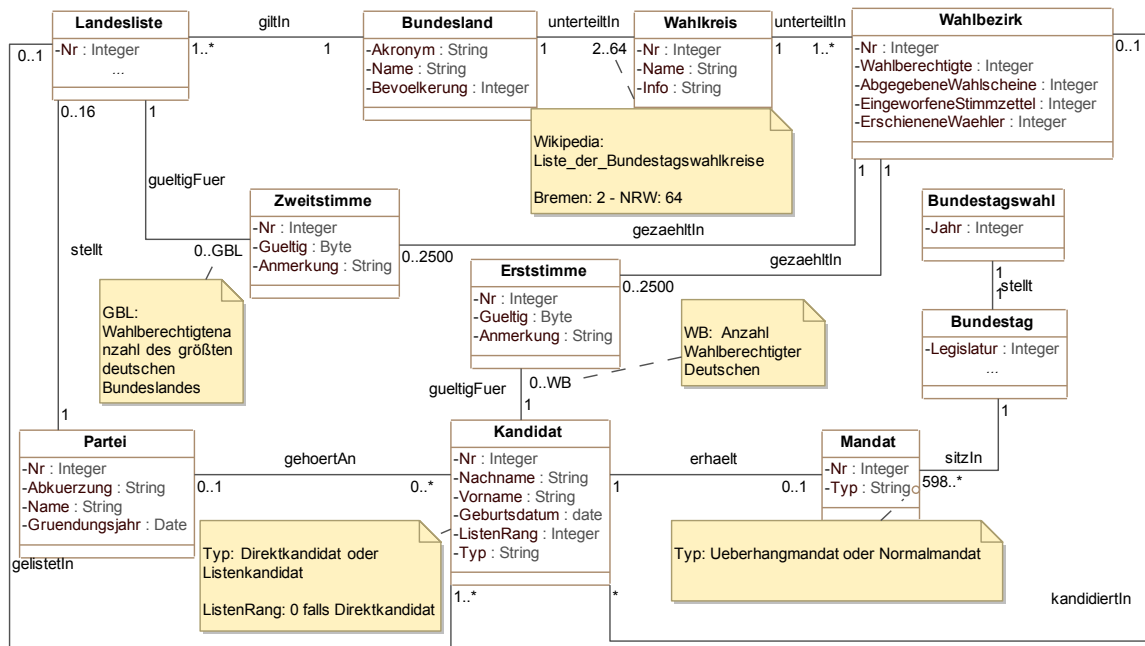 Landesliste
-Nr : Integer
...
giltIn
1..*
1
0..1
0..16
1
Bundesland
-Akronym : String
-Name : String
-Bevoelkerung : Integer
unterteiltIn
1
2..64
Wahlkreis
-Nr : Integer
-Name : String
-Info : String
unterteiltIn
1
1..*
Wahlbezirk
-Nr : Integer
-Wahlberechtigte : Integer
-AbgegebeneWahlscheine : Integer
-EingeworfeneStimmzettel : Integer
-ErschieneneWaehler : Integer
0..1
1
1
Wikipedia:
Liste_der_Bundestagswahlkreise
Bremen: 2 - NRW: 64
gueltigFuer
Zweitstimme
-Nr : Integer
-Gueltig : Byte
-Anmerkung : String
0..GBL
0..2500
gezaehltIn
stellt
GBL:
Wahlberechtigtena
nzahl des größten
deutschen
Bundeslandes
Erststimme
-Nr : Integer
-Gueltig : Byte
-Anmerkung : String
0..2500
gezaehltIn
WB: Anzahl
Wahlberechtigter
Deutschen
gueltigFuer
0..WB
1
Bundestagswahl
-Jahr : Integer
1
1
stellt
Bundestag
-Legislatur : Integer
...
1
sitzIn
598..*
1
Partei
-Nr : Integer
-Abkuerzung : String
-Name : String
-Gruendungsjahr : Date
gehoertAn
0..1
0..*
Kandidat
-Nr : Integer
-Nachname : String
-Vorname : String
-Geburtsdatum : date
-ListenRang : Integer
-Typ : String
erhaelt
1
0..1
Mandat
-Nr : Integer
-Typ : String
Typ: Direktkandidat oder
Listenkandidat
ListenRang: 0 falls Direktkandidat
Typ: Ueberhangmandat oder Normalmandat
gelistetIn
1..*
*
kandidiertIn